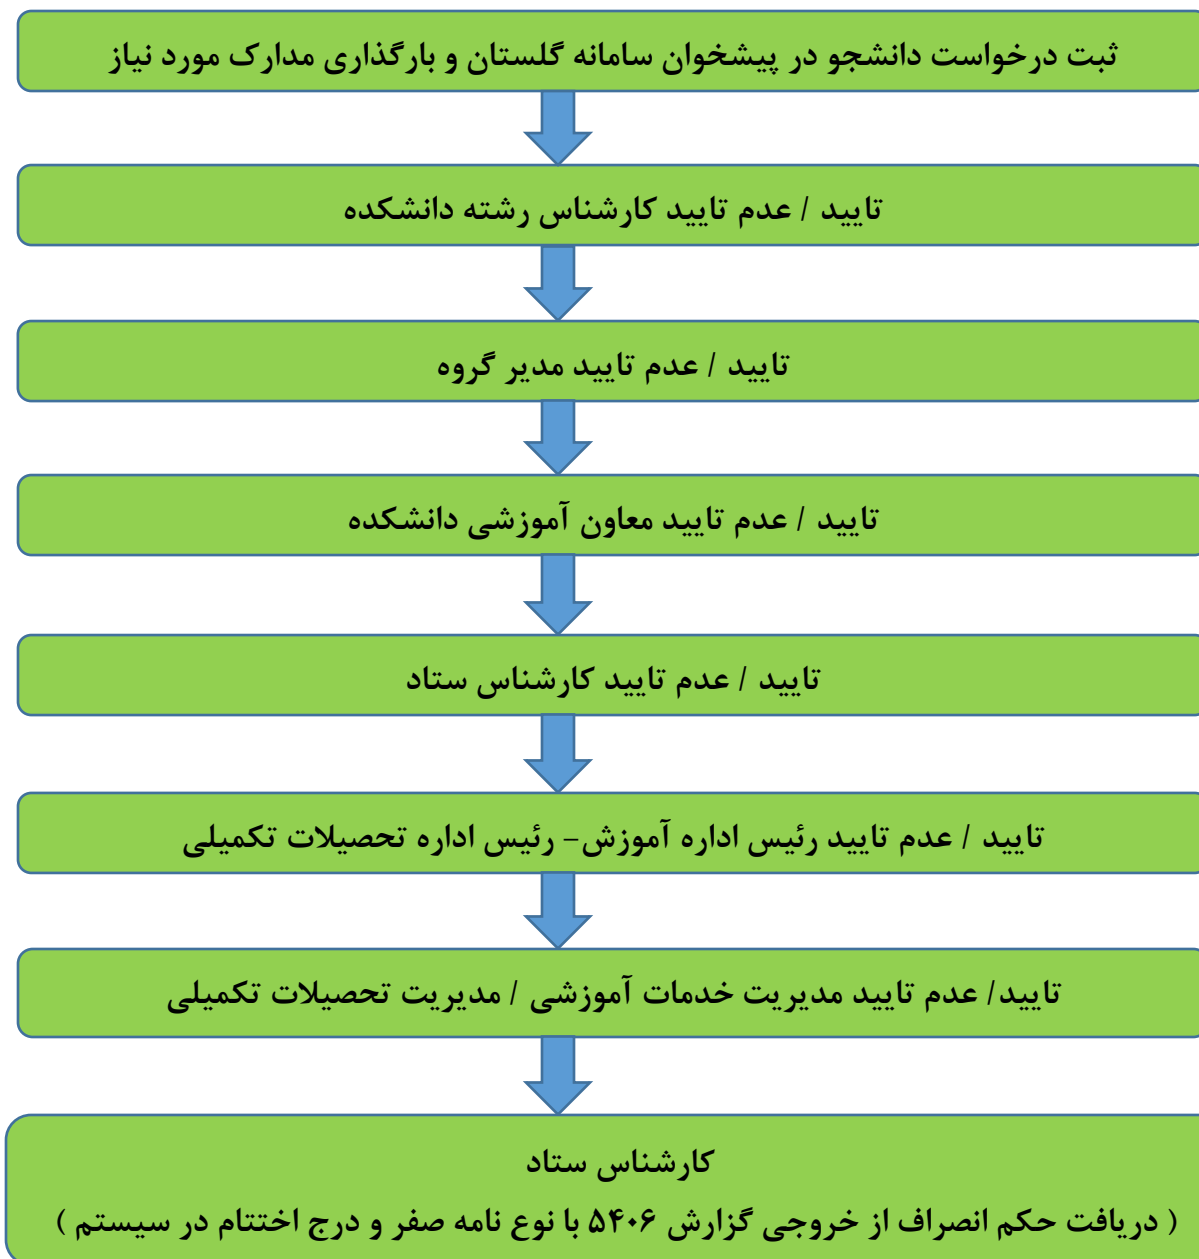 ثبت درخواست دانشجو در پیشخوان سامانه گلستان و بارگذاری مدارک مورد نیاز
تایید / عدم تایید کارشناس رشته دانشکده
تایید / عدم تایید مدیر گروه
تایید / عدم تایید معاون آموزشی دانشکده
تایید / عدم تایید کارشناس ستاد
تایید / عدم تایید رئیس اداره آموزش– رئیس اداره تحصیلات تکمیلی
تایید/ عدم تایید مدیریت خدمات آموزشی / مدیریت تحصیلات تکمیلی
کارشناس ستاد
( دریافت حکم انصراف از خروجی گزارش ۵۴۰۶ با نوع نامه صفر و درج اختتام در سیستم )